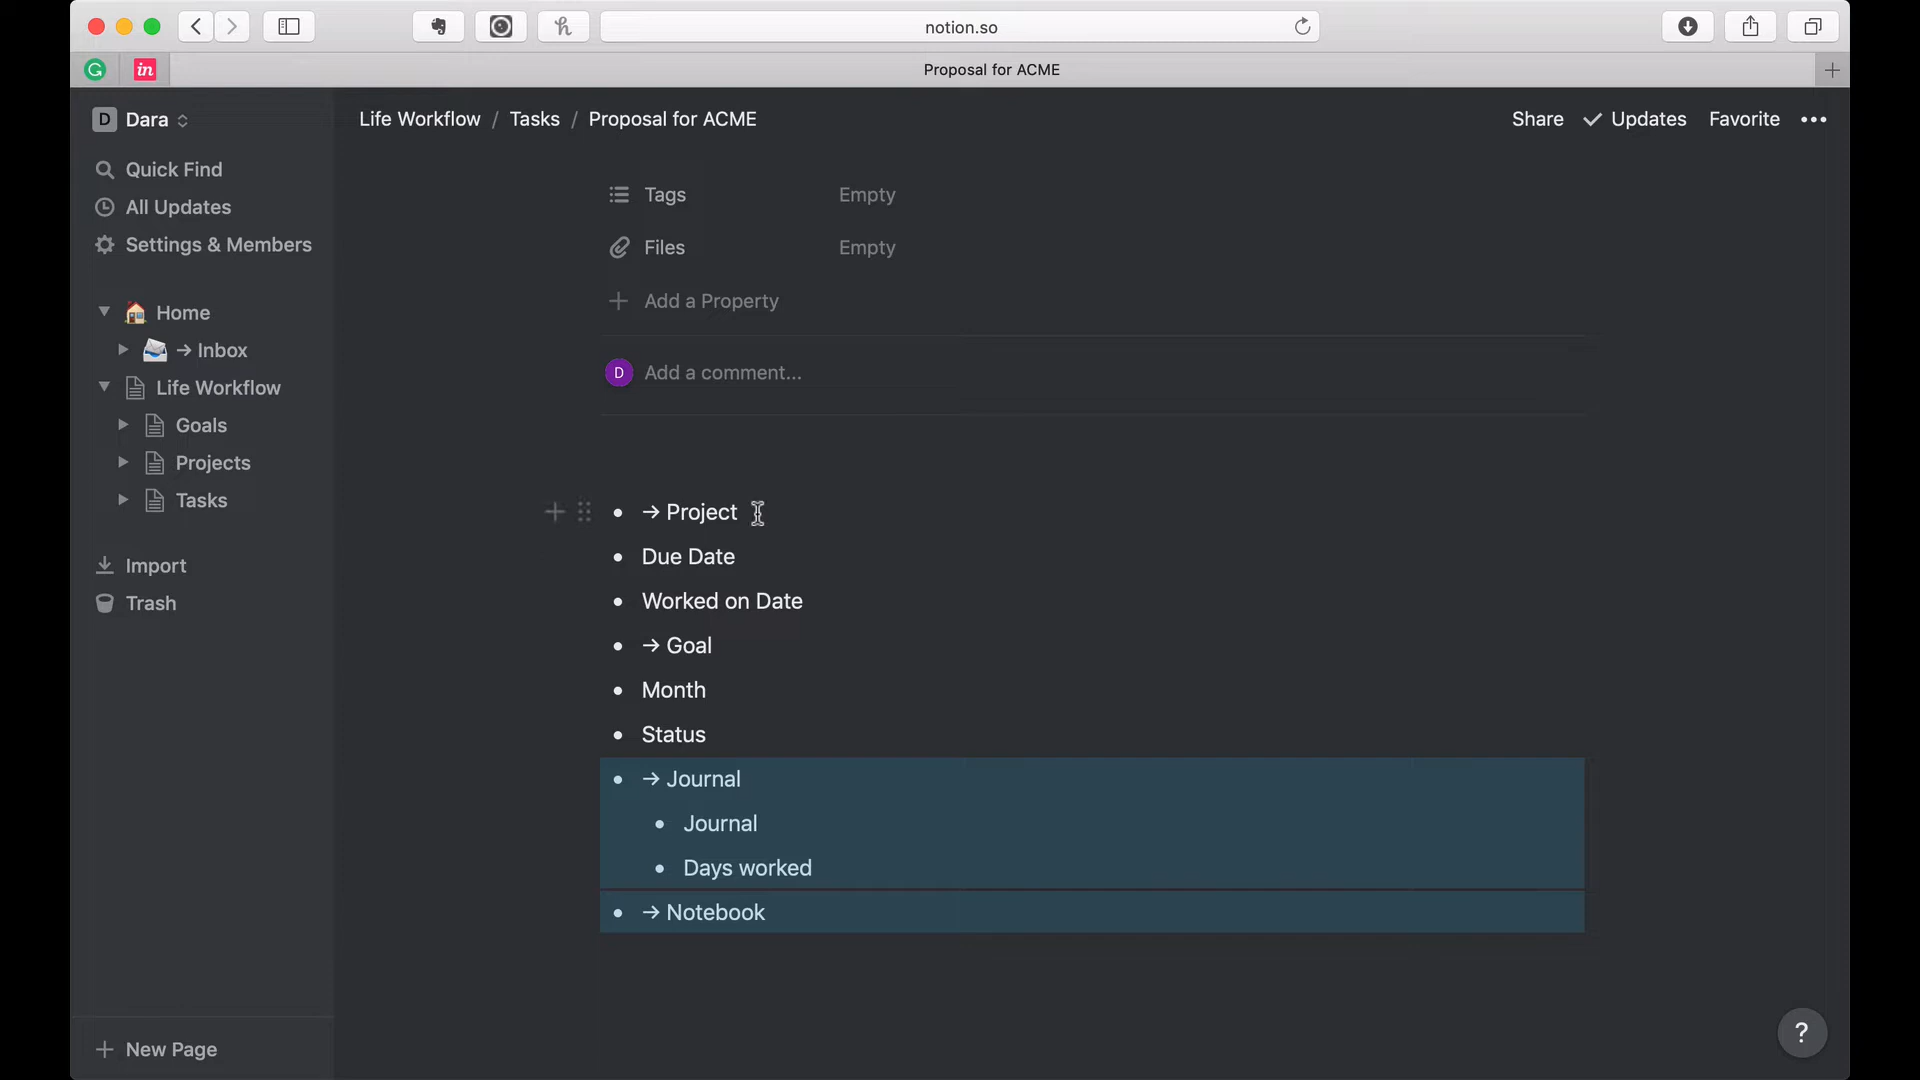 notion.so
G
in
Proposal for ACME
D Dara
Life Workflow / Tasks / Proposal for ACME
Share ✓ Updates Favorite •••
Quick Find
All Updates
Settings & Members
Home
→ Inbox
Life Workflow
Goals
Projects
Tasks
Import
Trash
+ New Page
Tags Empty
Files Empty
+ Add a Property
D Add a comment...
• → Project
• Due Date
• Worked on Date
• → Goal
• Month
• Status
• → Journal
• Journal
• Days worked
• → Notebook
?